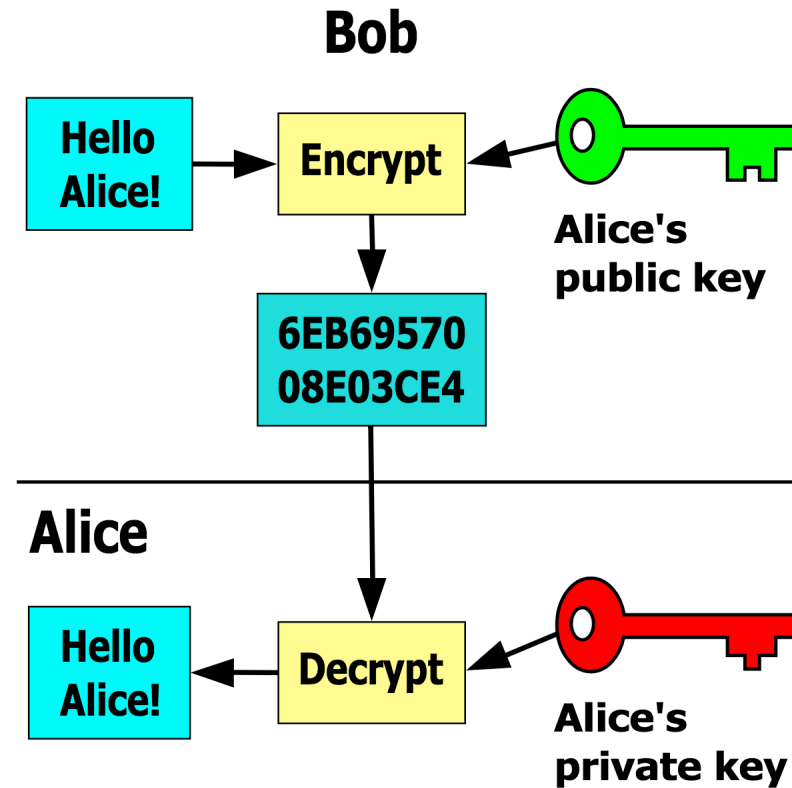 Bob
Hello
Alice!
Encrypt
Alice's
public key
6EB69570
08E03CE4
Alice
Hello
Alice!
Decrypt
Alice's
private key